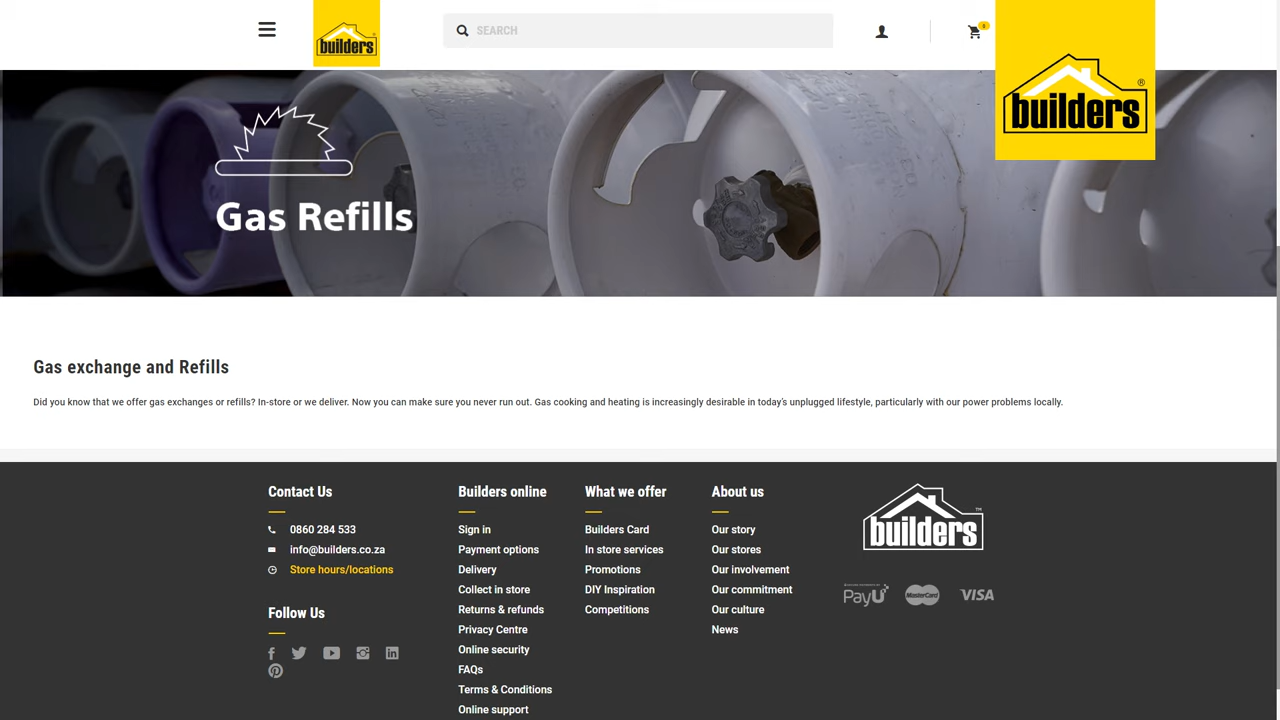 builders
SEARCH
0
builders
Gas Refills
Gas exchange and Refills
Did you know that we offer gas exchanges or refills? In-store or we deliver. Now you can make sure you never run out. Gas cooking and heating is increasingly desirable in today's unplugged lifestyle, particularly with our power problems locally.
Contact Us
0860 284 533
info@builders.co.za
Store hours/locations
Follow Us
Builders online
Sign in
Payment options
Delivery
Collect in store
Returns & refunds
Privacy Centre
Online security
FAQs
Terms & Conditions
Online support
What we offer
Builders Card
In store services
Promotions
DIY Inspiration
Competitions
About us
Our story
Our stores
Our involvement
Our commitment
Our culture
News
builders
PayU
MasterCard
VISA